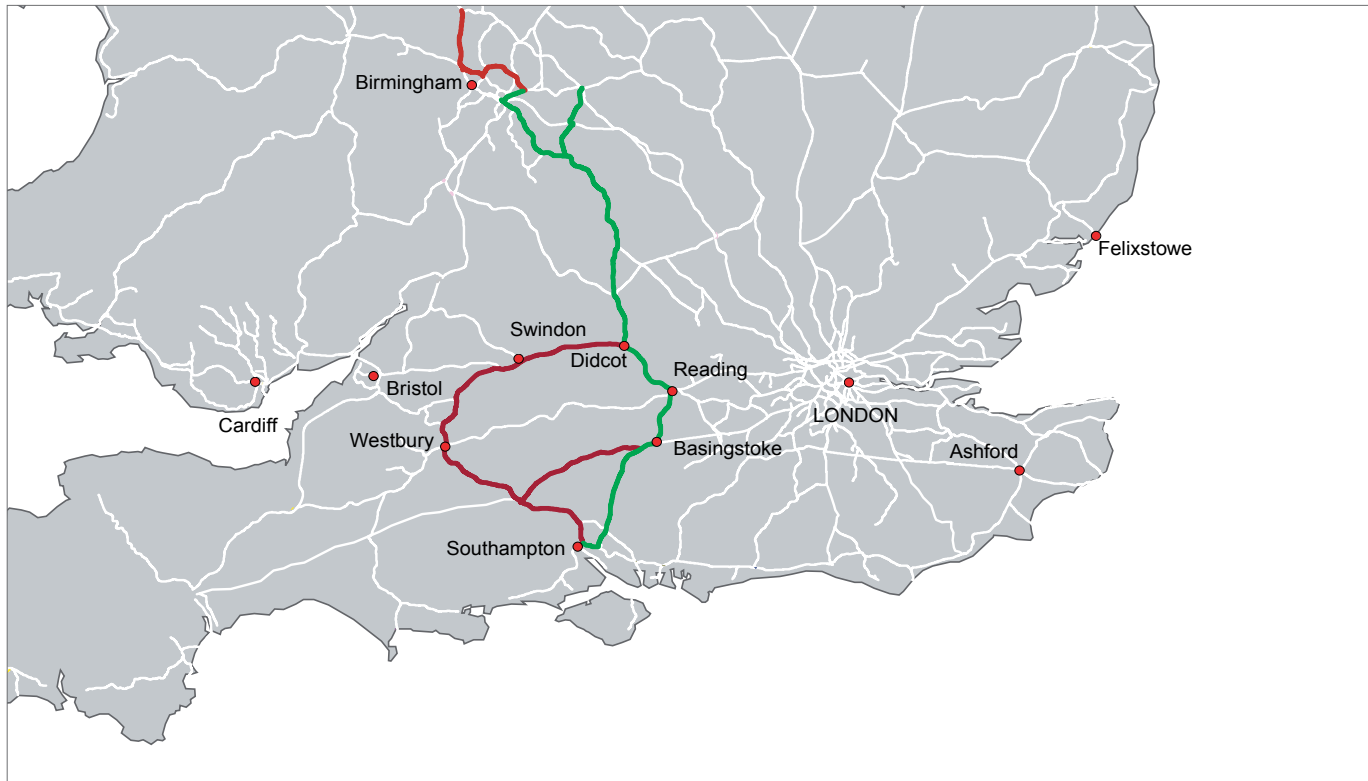 Birmingham
Felixstowe
Swindon
Didcot
Reading
Bristol
Cardiff
LONDON
Westbury
Basingstoke
Ashford
Southampton